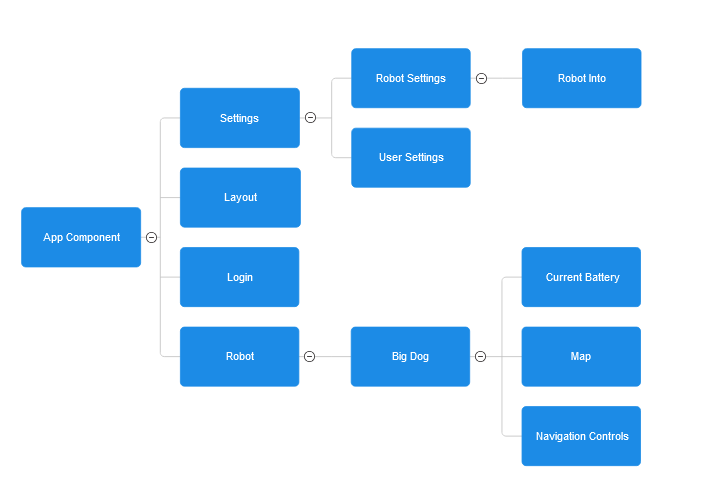 Robot Settings
Robot Into
Settings
User Settings
Layout
App Component
Login
Current Battery
Robot
Big Dog
Map
Navigation Controls